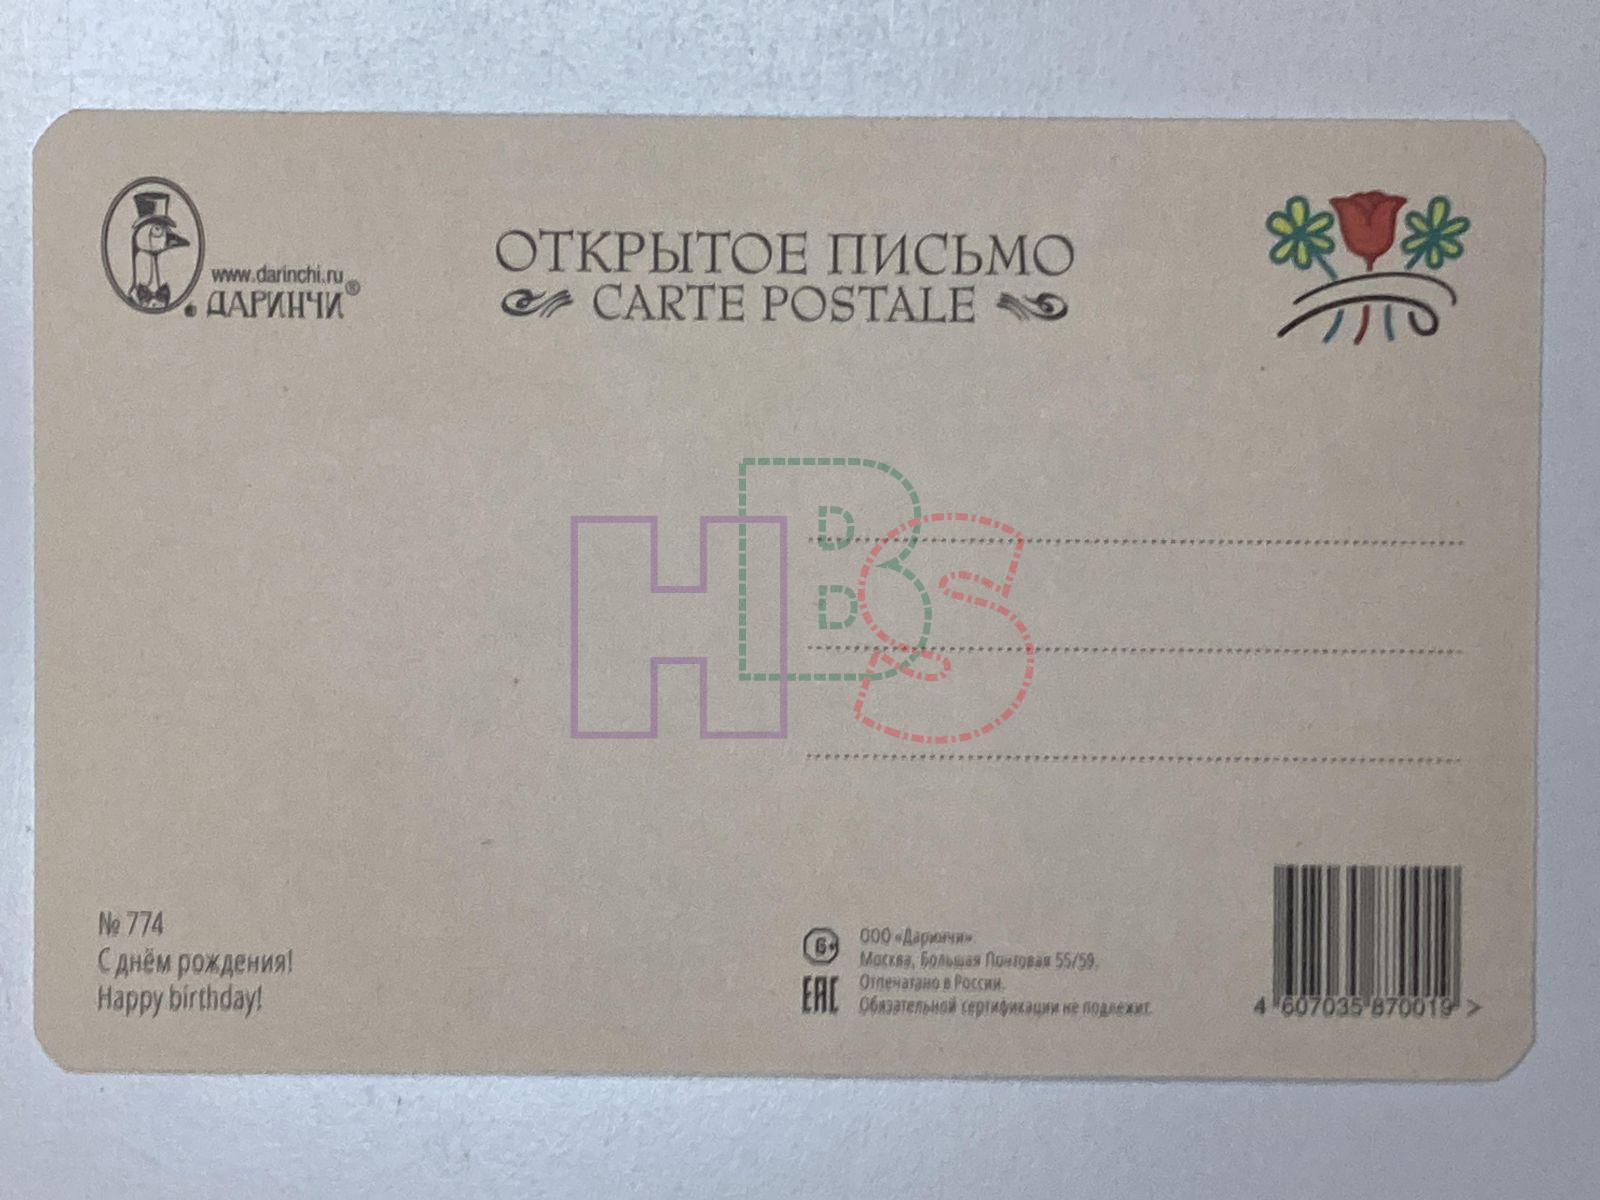 www.darinchi.ru
ДАРИНЧИ®
ОТКРЫТОЕ ПИСЬМО
CARTE POSTALE
H B S
№ 774
С днём рождения!
Happy birthday!
6+
ООО «Даринчи»
Москва, Большая Почтовая 55/59.
EAC
Отпечатано в России.
Обязательной сертификации не подлежит.
4 607035 870019 >